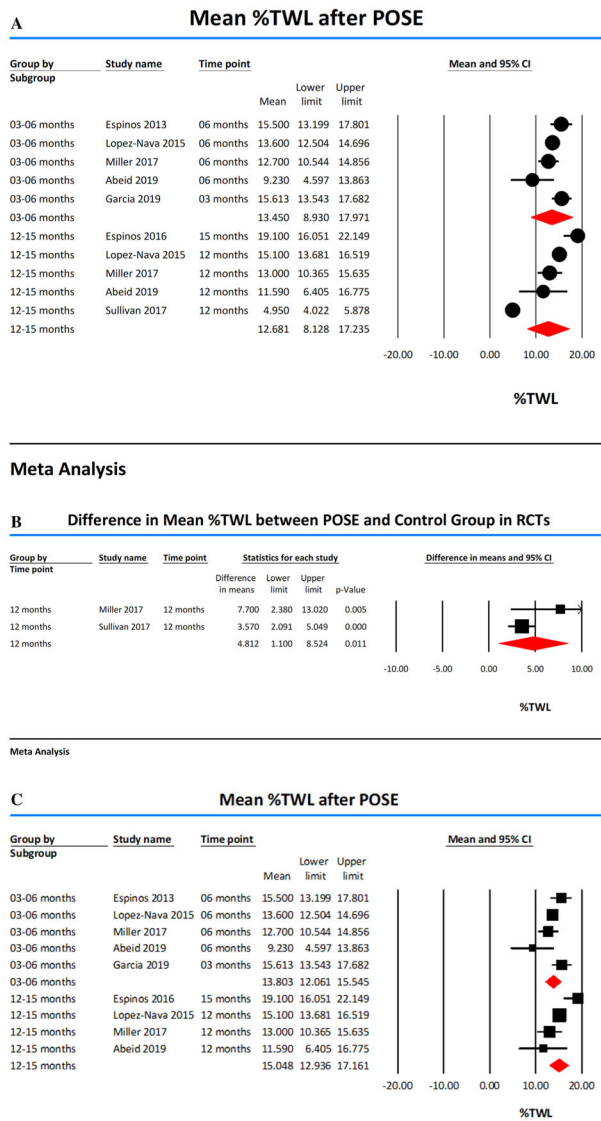 A
Mean %TWL after POSE
Group by Study name Time point Mean and 95% CI
Subgroup
Lower Upper
Mean limit limit
03-06 months Espinos 2013 06 months 15.500 13.199 17.801
03-06 months Lopez-Nava 2015 06 months 13.600 12.504 14.696
03-06 months Miller 2017 06 months 12.700 10.544 14.856
03-06 months Abeid 2019 06 months 9.230 4.597 13.863
03-06 months Garcia 2019 03 months 15.613 13.543 17.682
03-06 months 13.450 8.930 17.971
12-15 months Espinos 2016 15 months 19.100 16.051 22.149
12-15 months Lopez-Nava 2015 12 months 15.100 13.681 16.519
12-15 months Miller 2017 12 months 13.000 10.365 15.635
12-15 months Abeid 2019 12 months 11.590 6.405 16.775
12-15 months Sullivan 2017 12 months 4.950 4.022 5.878
12-15 months 12.681 8.128 17.235
-20.00 -10.00 0.00 10.00 20.00
%TWL
Meta Analysis
B
Difference in Mean %TWL between POSE and Control Group in RCTs
Group by Study name Time point Statistics for each study Difference in means and 95% CI
Time point
Difference Lower Upper
in means limit limit p-Value
12 months Miller 2017 12 months 7.700 2.380 13.020 0.005
12 months Sullivan 2017 12 months 3.570 2.091 5.049 0.000
12 months 4.812 1.100 8.524 0.011
-10.00 -5.00 0.00 5.00 10.00
%TWL
Meta Analysis
C
Mean %TWL after POSE
Group by Study name Time point Mean and 95% CI
Subgroup
Lower Upper
Mean limit limit
03-06 months Espinos 2013 06 months 15.500 13.199 17.801
03-06 months Lopez-Nava 2015 06 months 13.600 12.504 14.696
03-06 months Miller 2017 06 months 12.700 10.544 14.856
03-06 months Abeid 2019 06 months 9.230 4.597 13.863
03-06 months Garcia 2019 03 months 15.613 13.543 17.682
03-06 months 13.803 12.061 15.545
12-15 months Espinos 2016 15 months 19.100 16.051 22.149
12-15 months Lopez-Nava 2015 12 months 15.100 13.681 16.519
12-15 months Miller 2017 12 months 13.000 10.365 15.635
12-15 months Abeid 2019 12 months 11.590 6.405 16.775
12-15 months 15.048 12.936 17.161
-20.00 -10.00 0.00 10.00 20.00
%TWL